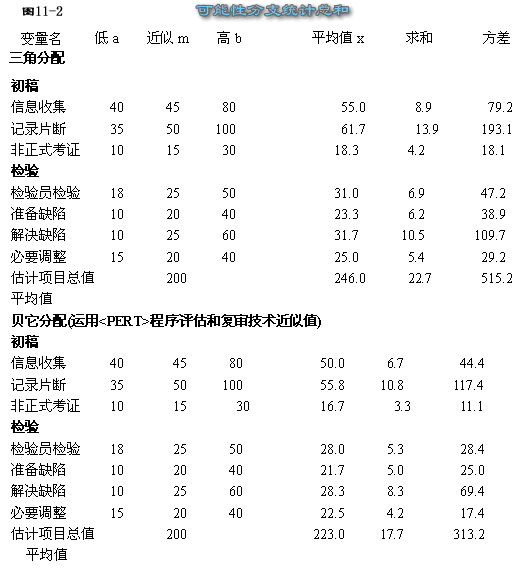 图11-2
可能性分支统计总和
变量名 低 a 近似 m 高 b 平均值 x 求和 方差
三角分配
初稿
信息收集 40 45 80 55.0 8.9 79.2
记录片断 35 50 100 61.7 13.9 193.1
非正式考证 10 15 30 18.3 4.2 18.1
检验
检验员检验 18 25 50 31.0 6.9 47.2
准备缺陷 10 20 40 23.3 6.2 38.9
解决缺陷 10 25 60 31.7 10.5 109.7
必要调整 15 20 40 25.0 5.4 29.2
估计项目总值 200 246.0 22.7 515.2
平均值
贝它分配(运用<PERT>程序评估和复审技术近似值)
初稿
信息收集 40 45 80 50.0 6.7 44.4
记录片断 35 50 100 55.8 10.8 117.4
非正式考证 10 15 30 16.7 3.3 11.1
检验
检验员检验 18 25 50 28.0 5.3 28.4
准备缺陷 10 20 40 21.7 5.0 25.0
解决缺陷 10 25 60 28.3 8.3 69.4
必要调整 15 20 40 22.5 4.2 17.4
估计项目总值 200 223.0 17.7 313.2
平均值